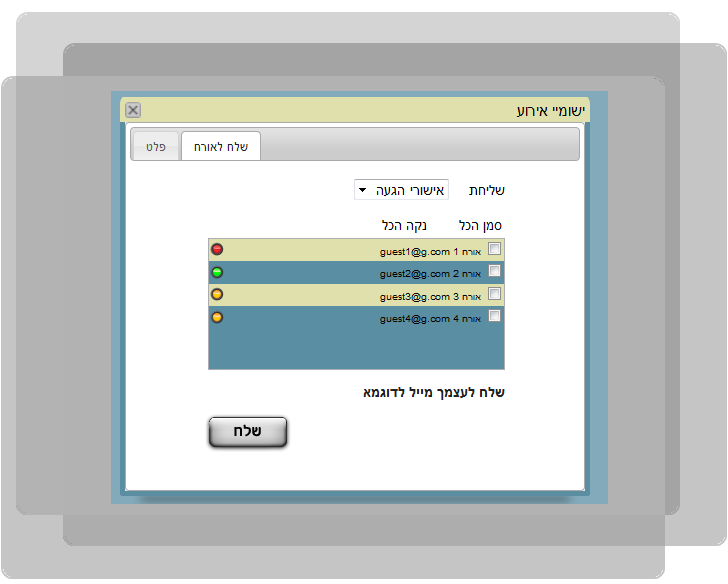 ישומיי אירוע
שלח לאורח פלט
שליחת אישורי הגעה
סמן הכל נקה הכל
אורח 1 guest1@g.com
אורח 2 guest2@g.com
אורח 3 guest3@g.com
אורח 4 guest4@g.com
שלח לעצמך מייל לדוגמא
שלח